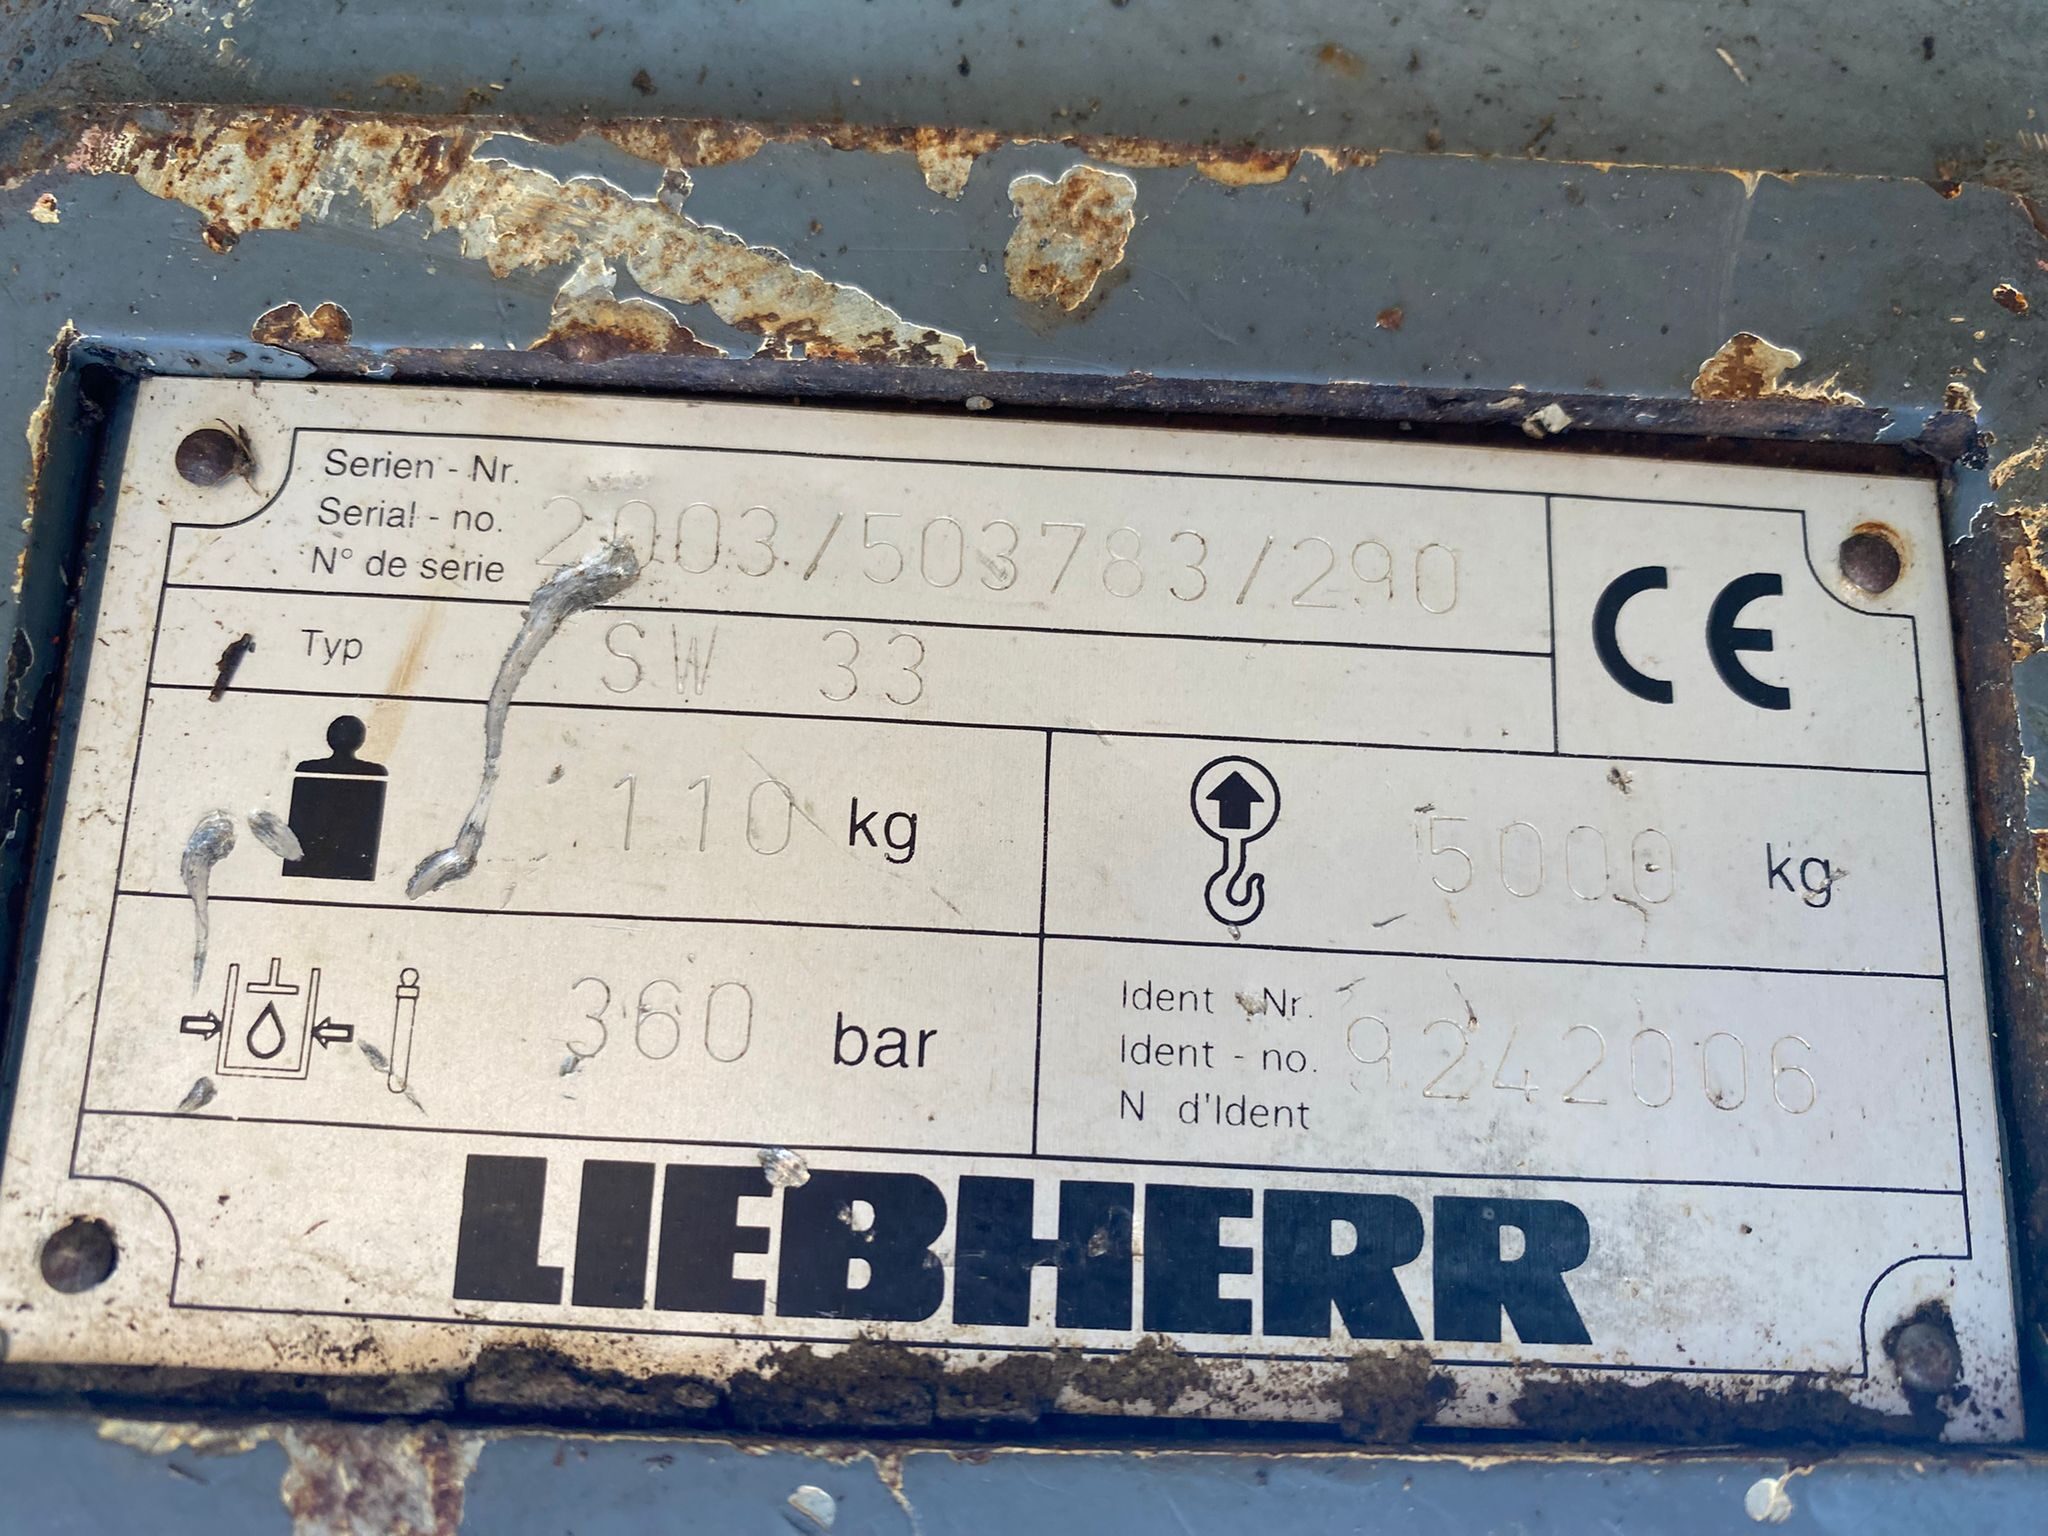 Serien - Nr.
Serial - no. 2003/503783/290
N° de serie
CE
Typ SW 33
110 kg
5000 kg
360 bar
Ident Nr.
Ident - no. 9242006
N d'Ident
LIEBHERR